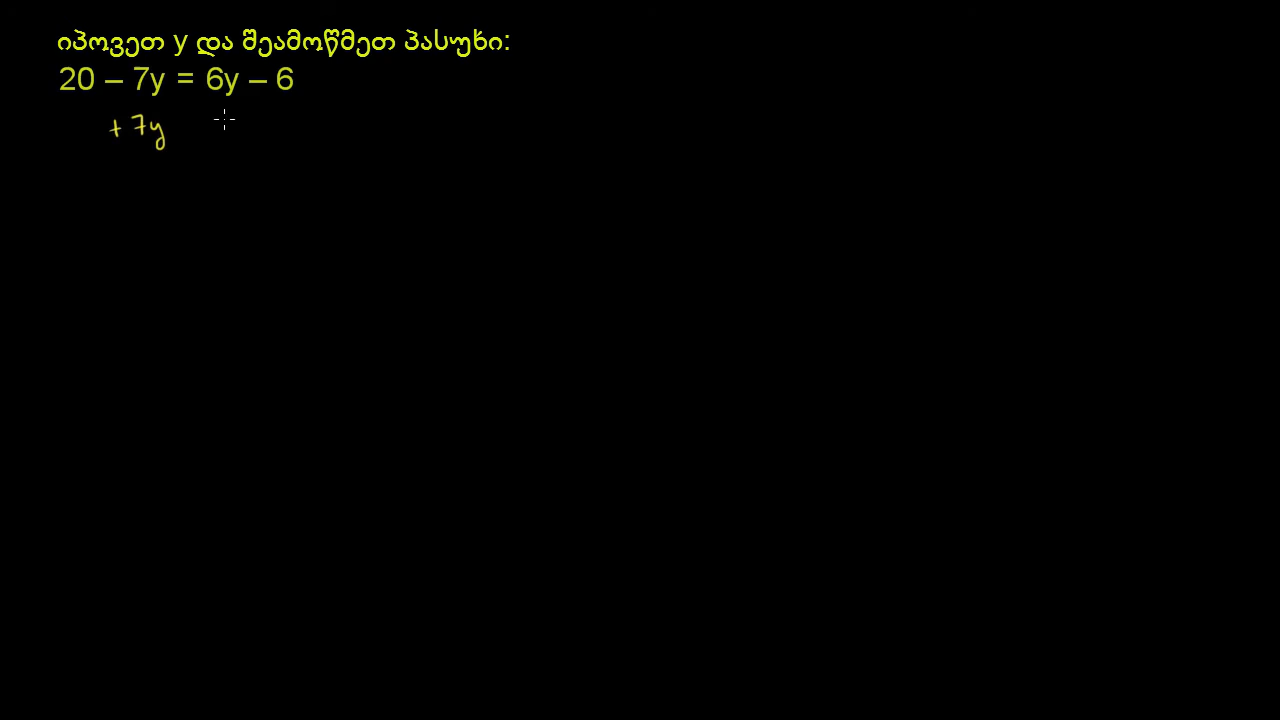 იპოვეთ y და შეამოწმეთ პასუხი:
20 – 7y = 6y – 6
+ 7y